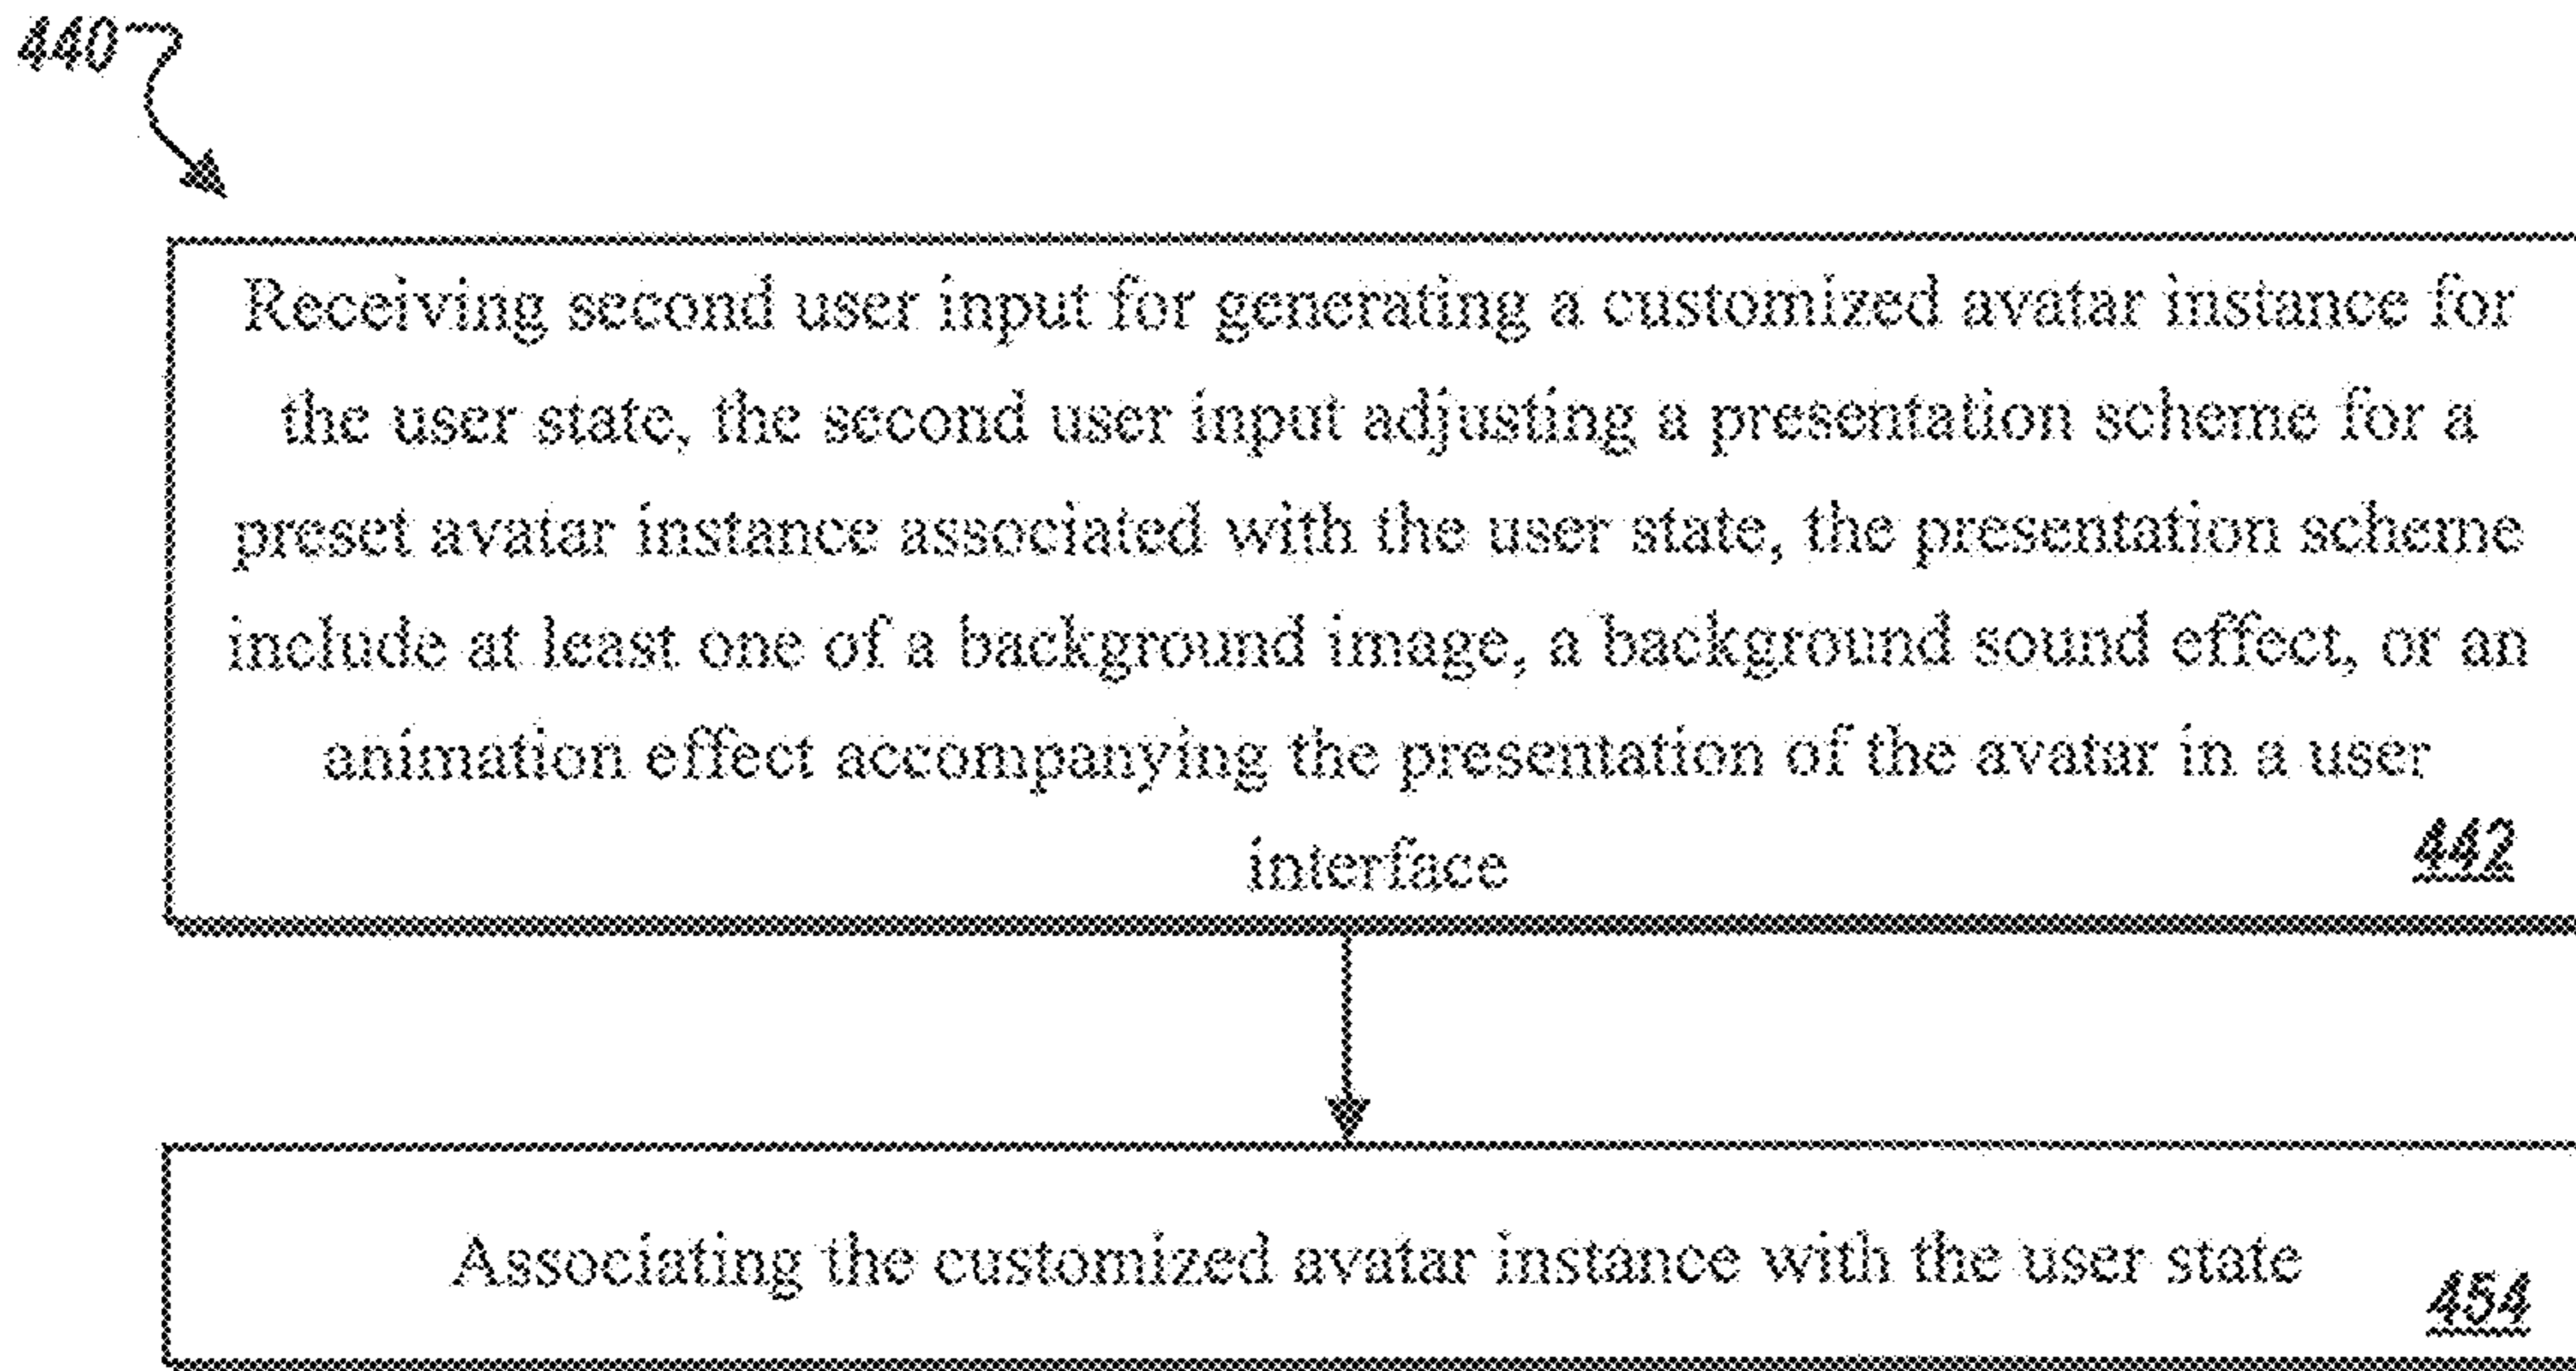 440
Receiving second user input for generating a customized avatar instance for
the user state, the second user input adjusting a presentation scheme for a
preset avatar instance associated with the user state, the presentation scheme
include at least one of a background image, a background sound effect, or an
animation effect accompanying the presentation of the avatar in a user
interface
442
Associating the customized avatar instance with the user state
454